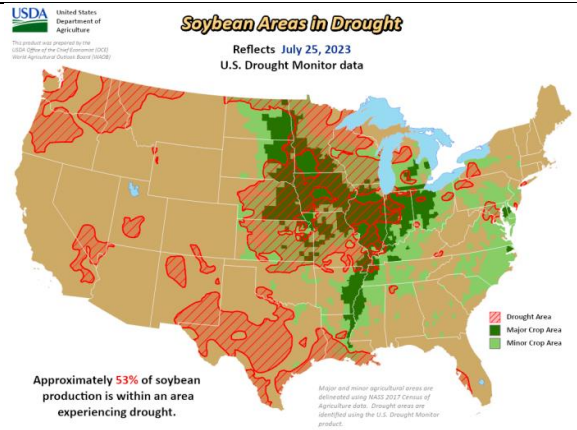 USDA
United States
Department of
Agriculture
This product was prepared by the
USDA Office of the Chief Economist (OCE)
World Agricultural Outlook Board (WAOB)
Soybean Areas in Drought
Reflects July 25, 2023
U.S. Drought Monitor data
Drought Area
Major Crop Area
Minor Crop Area
Approximately 53% of soybean
production is within an area
experiencing drought.
Major and minor agricultural areas are
delineated using NASS 2017 Census of
Agriculture data. Drought areas are
identified using the U.S. Drought Monitor
product.